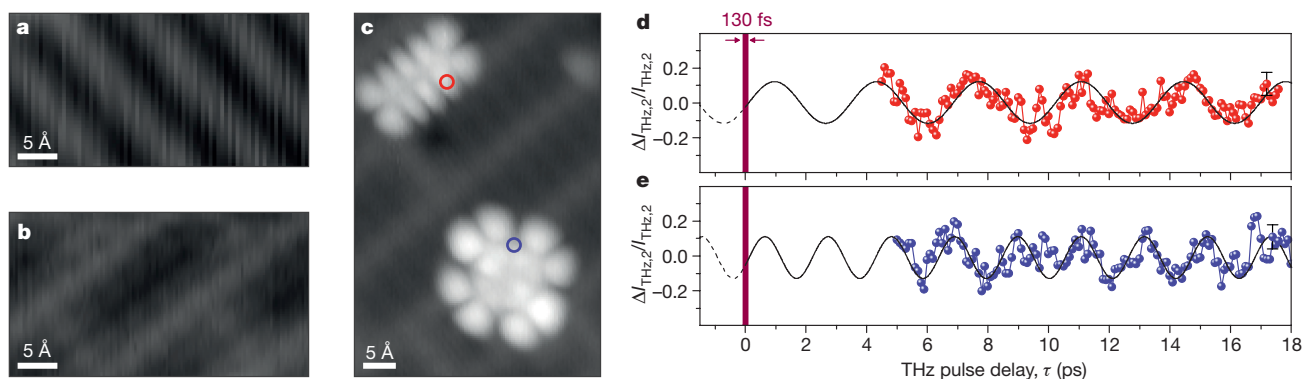 a
5 Å
b
5 Å
c
5 Å
d
130 fs
ΔI_THz,2/I_THz,2
0.2
0.0
−0.2
e
ΔI_THz,2/I_THz,2
0.2
0.0
−0.2
0 2 4 6 8 10 12 14 16 18
THz pulse delay, τ (ps)